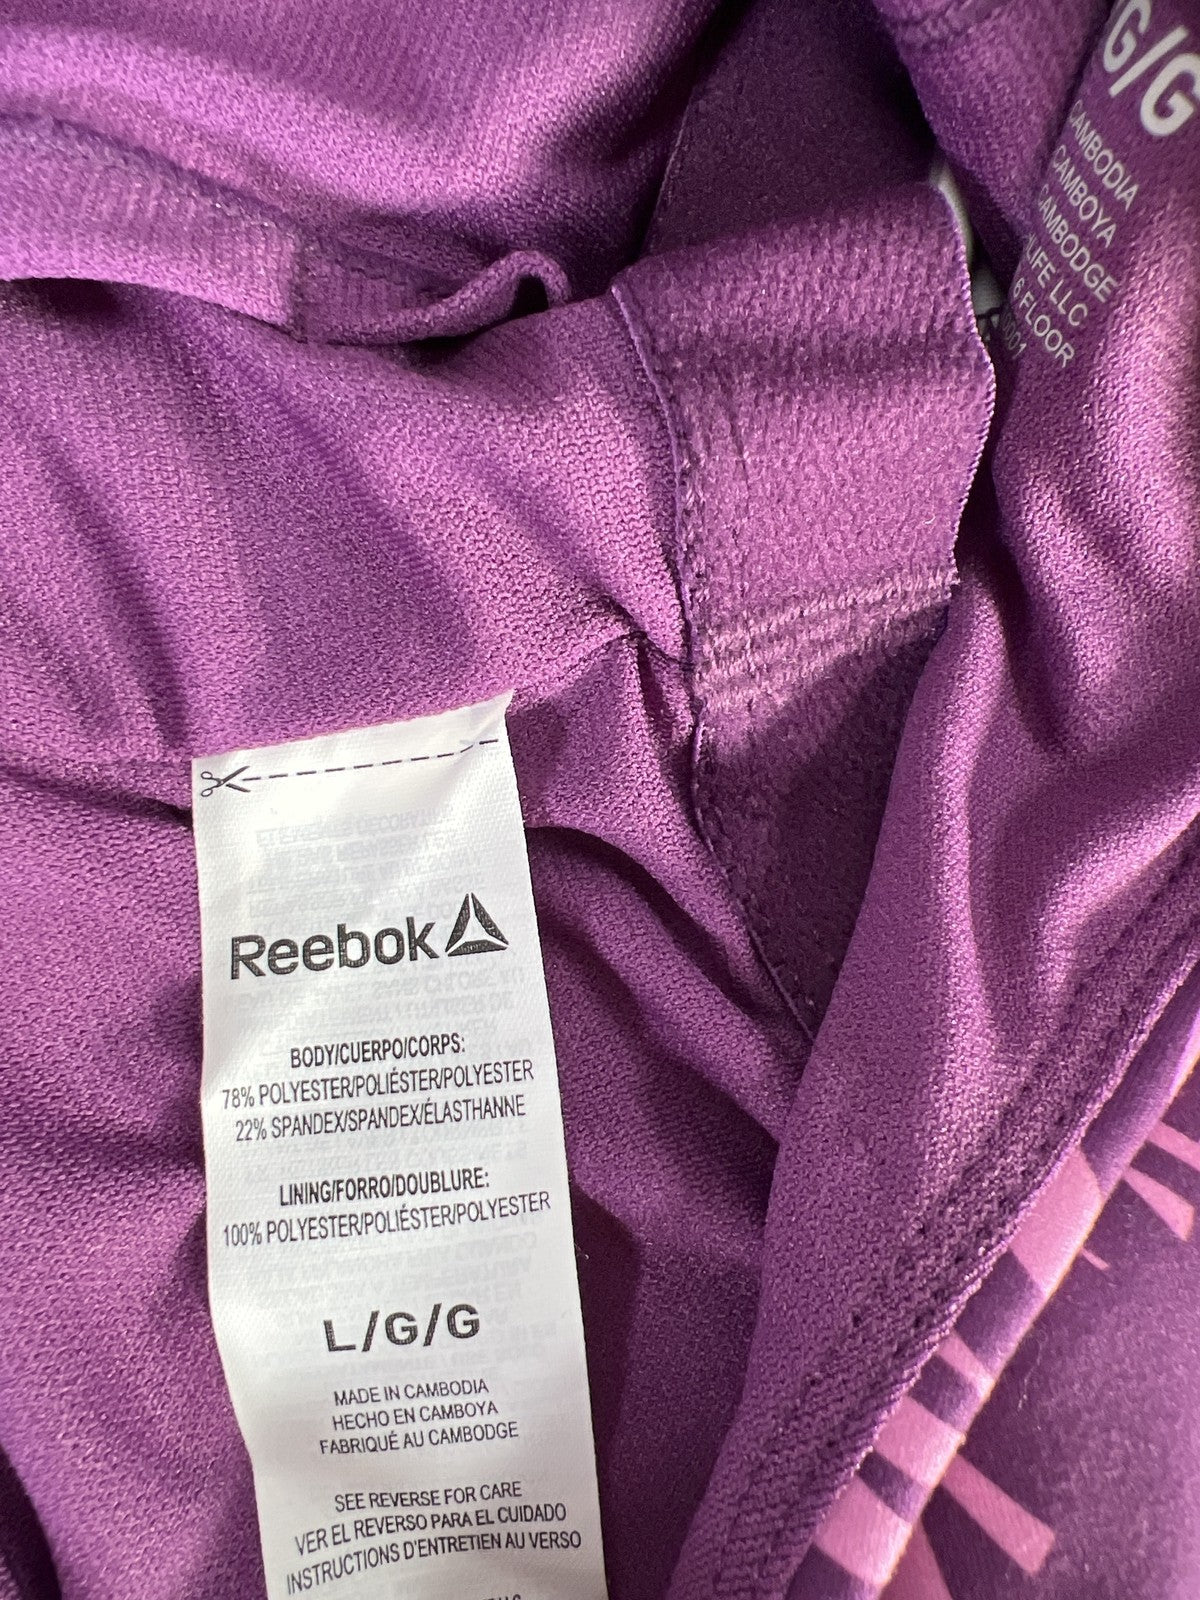 G/G
CAMBODIA
CAMBOYA
CAMBODGE
LIFE LLC
6 FLOOR
Reebok
BODY/CUERPO/CORPS:
78% POLYESTER/POLIÉSTER/POLYESTER
22% SPANDEX/SPANDEX/ÉLASTHANNE
LINING/FORRO/DOUBLURE:
100% POLYESTER/POLIÉSTER/POLYESTER
L/G/G
MADE IN CAMBODIA
HECHO EN CAMBOYA
FABRIQUÉ AU CAMBODGE
SEE REVERSE FOR CARE
VER EL REVERSO PARA EL CUIDADO
INSTRUCTIONS D'ENTRETIEN AU VERSO